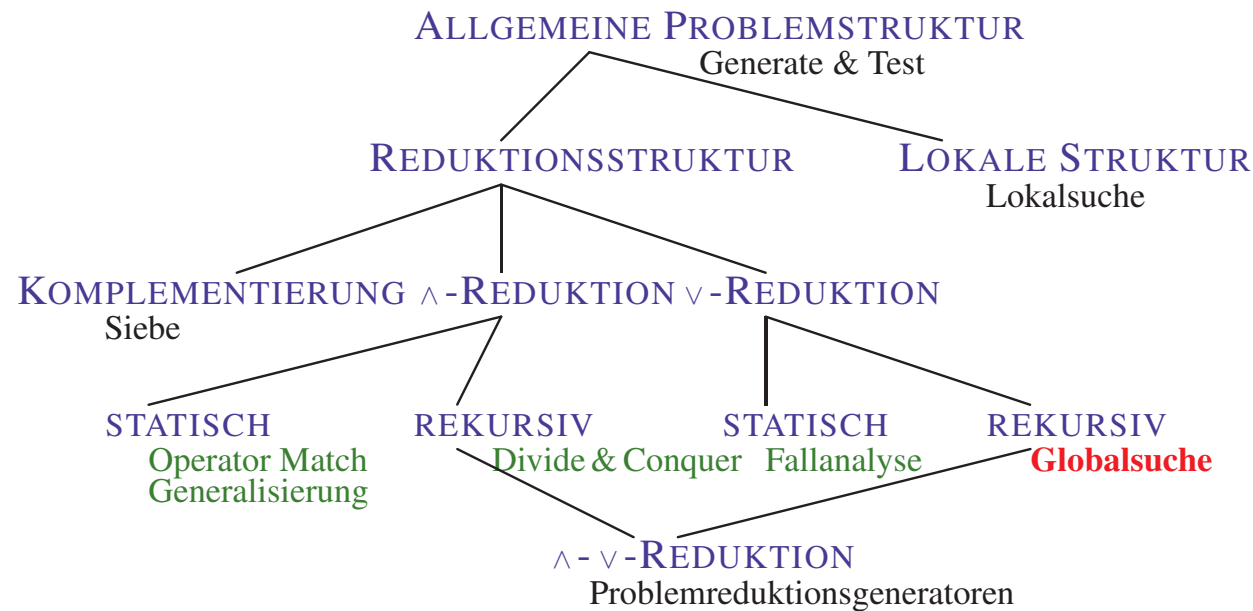 ALLGEMEINE PROBLEMSTRUKTUR
Generate & Test
REDUKTIONSSTRUKTUR
LOKALE STRUKTUR
Lokalsuche
KOMPLEMENTIERUNG ∧-REDUKTION ∨-REDUKTION
Siebe
STATISCH REKURSIV STATISCH REKURSIV
Operator Match Divide & Conquer Fallanalyse Globalsuche
Generalisierung
∧-∨-REDUKTION
Problemreduktionsgeneratoren